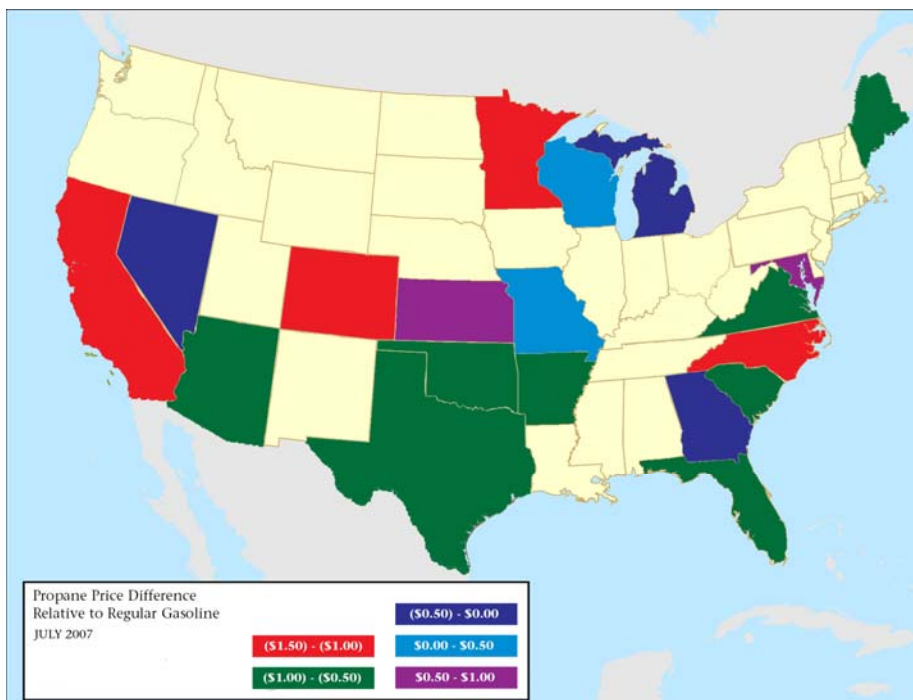 Propane Price Difference
Relative to Regular Gasoline
JULY 2007
($0.50) - $0.00
($1.50) - ($1.00)
$0.00 - $0.50
($1.00) - ($0.50)
$0.50 - $1.00